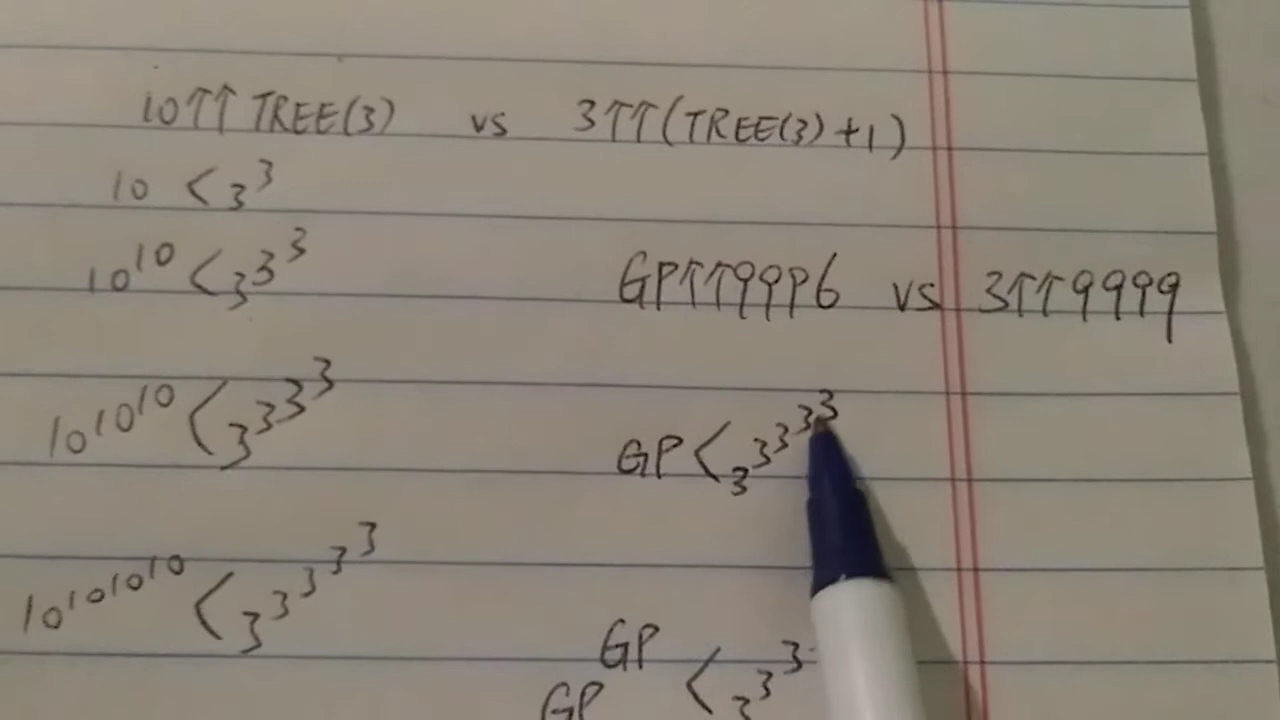 10↑↑TREE(3) vs 3↑↑(TREE(3)+1)
10 < 3^3
10^10 < 3^3^3
GP↑↑9996 vs 3↑↑9999
10^10^10 < 3^3^3^3
GP < 3^3^3^3^3
10^10^10^10 < 3^3^3^3^3
GP^GP < 3^3^3